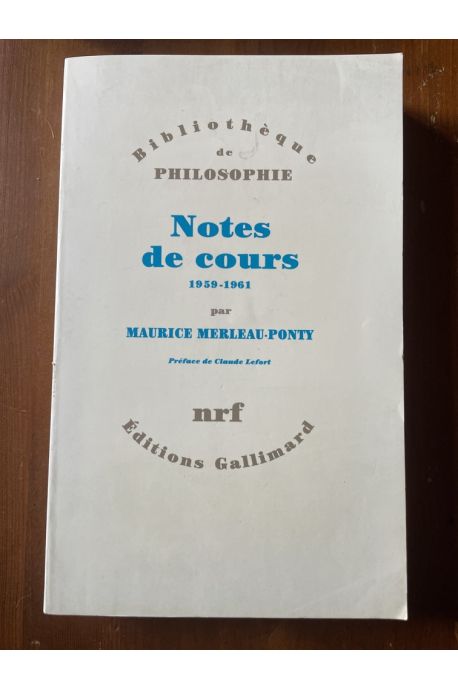 Bibliothèque
de
PHILOSOPHIE
Notes
de cours
1959-1961
par
MAURICE MERLEAU-PONTY
Préface de Claude Lefort
nrf
Éditions Gallimard